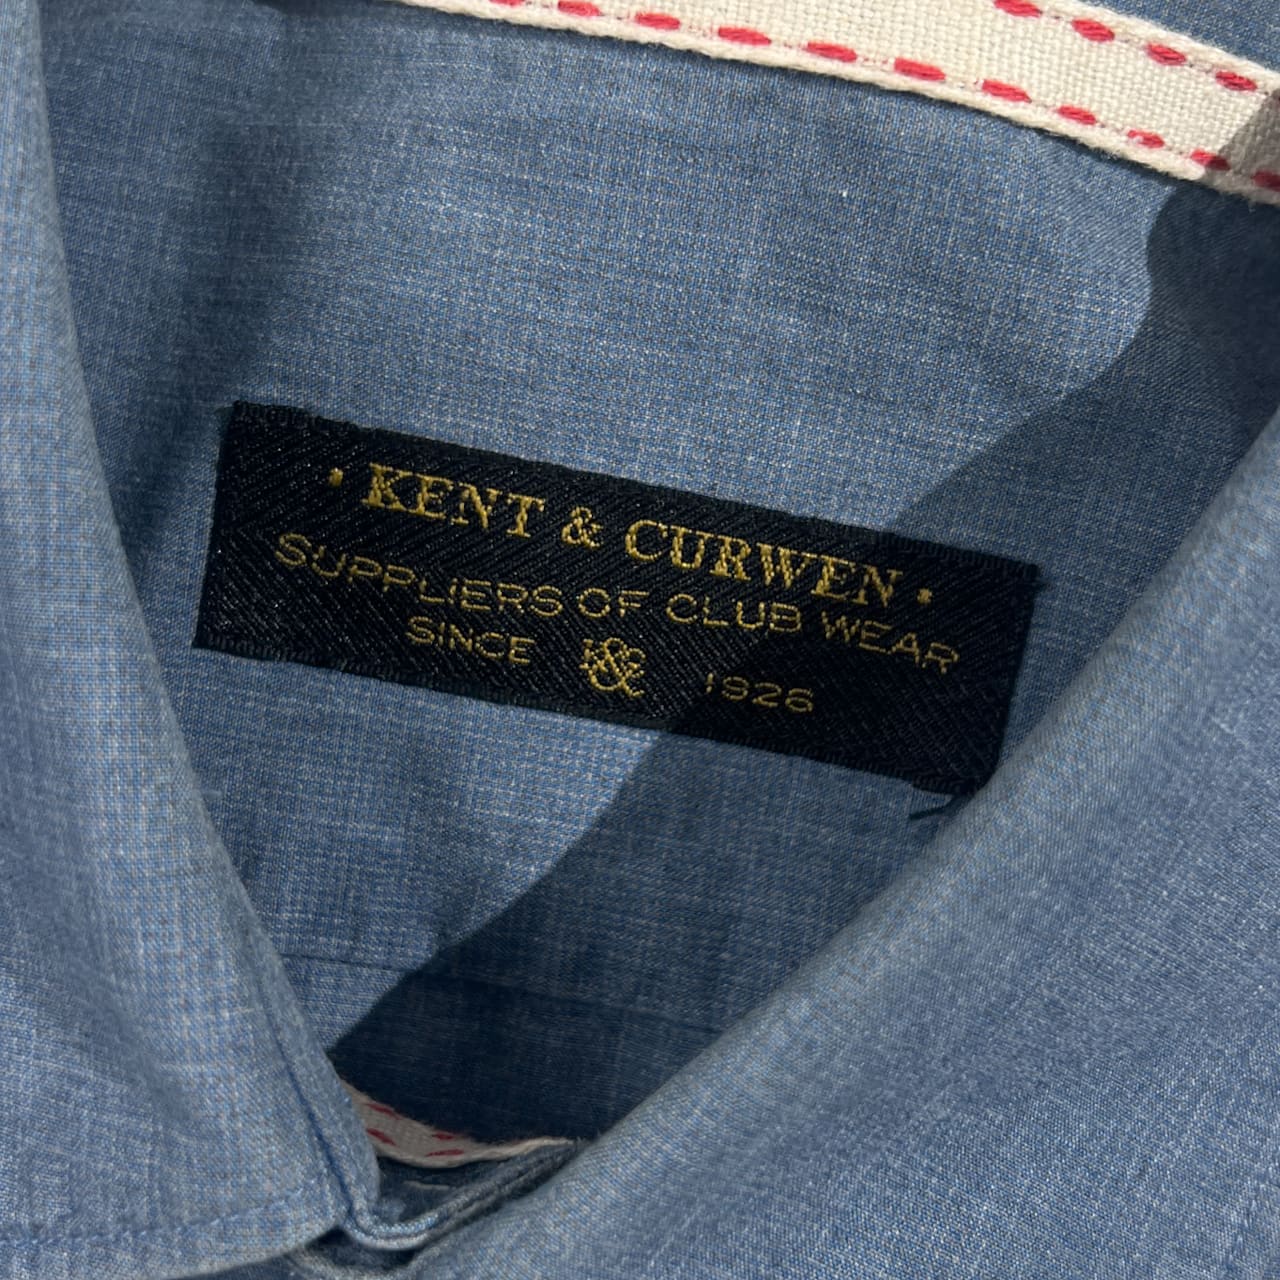 · KENT & CURWEN ·
SUPPLIERS OF CLUB WEAR
SINCE & 1926